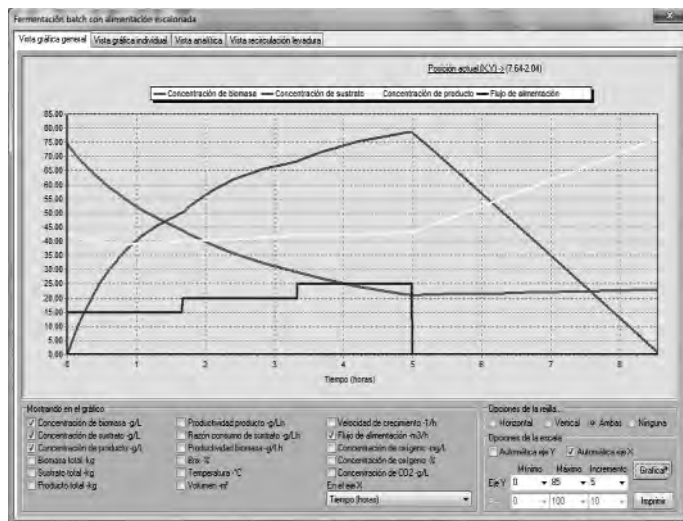 Fermentación batch con alimentación escalonada
Vista gráfica general Vista gráfica individual Vista analítica Vista recirculación levadura
Posición actual (X,Y) -> (7.64-2.04)
Concentración de biomasa Concentración de sustrato Concentración de producto Flujo de alimentación
85.00
80.00
75.00
70.00
65.00
60.00
55.00
50.00
45.00
40.00
35.00
30.00
25.00
20.00
15.00
10.00
5.00
0.00
0 1 2 3 4 5 6 7 8
Tiempo (horas)
Mostrando en el gráfico
Concentración de biomasa -g/L Productividad producto -g/Lh Velocidad de crecimiento -1/h
Concentración de sustrato -g/L Razón consumo de sustrato -g/Lh Flujo de alimentación -m3/h
Concentración de producto -g/L Productividad biomasa -g/Lh Concentración de oxígeno -mg/L
Biomasa total -kg Brix -% Concentración de oxígeno -%
Sustrato total -kg Temperatura -°C Concentración de CO2 -g/L
Producto total -kg Volumen -m³ En el eje X
Tiempo (horas)
Opciones de la rejilla...
Horizontal Vertical Ambas Ninguna
Opciones de la escala
Automática eje Y Automática eje X
Mínimo Máximo Incremento Graficar
Eje Y 0 85 5
0 100 10 Imprimir